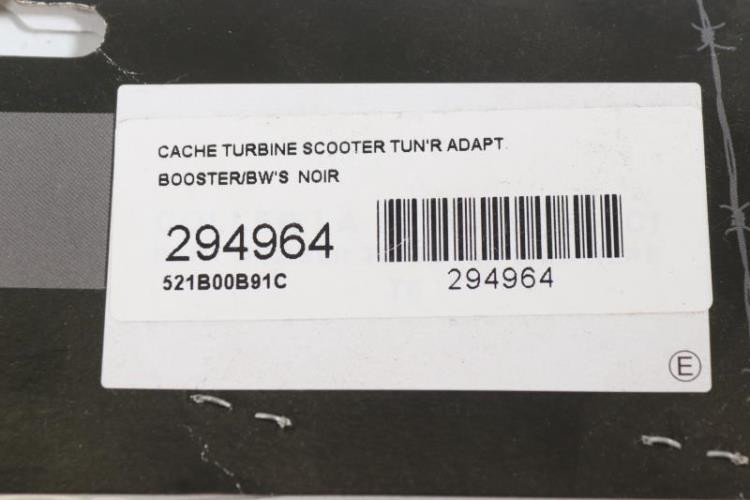 CACHE TURBINE SCOOTER TUN'R ADAPT.
BOOSTER/BW'S NOIR
294964
521B00B91C
294964
E